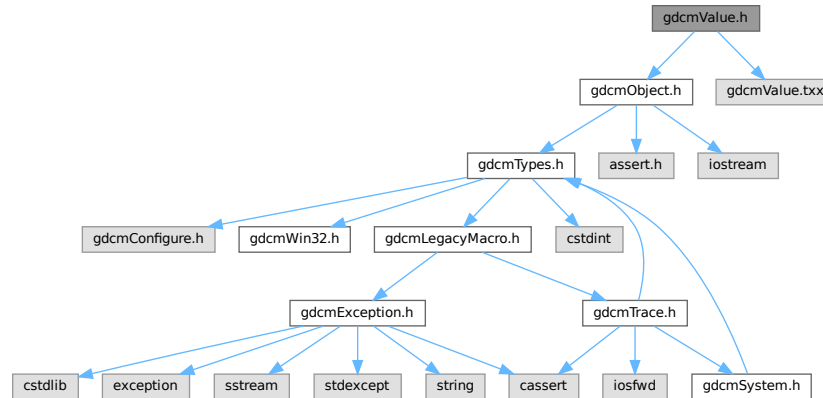 gdcmValue.h
gdcmObject.h
gdcmValue.txx
gdcmTypes.h
assert.h
iostream
gdcmConfigure.h
gdcmWin32.h
gdcmLegacyMacro.h
cstdint
gdcmException.h
gdcmTrace.h
cstdlib
exception
sstream
stdexcept
string
cassert
iosfwd
gdcmSystem.h